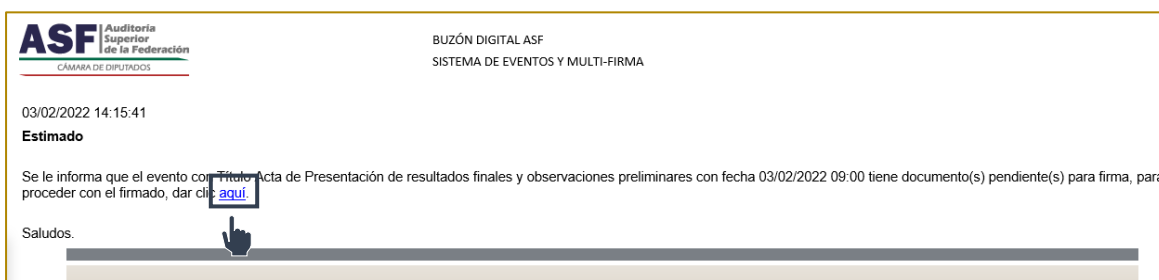 ASF Auditoría
Superior
de la Federación
CÁMARA DE DIPUTADOS
BUZÓN DIGITAL ASF
SISTEMA DE EVENTOS Y MULTI-FIRMA
03/02/2022 14:15:41
Estimado
Se le informa que el evento con Título Acta de Presentación de resultados finales y observaciones preliminares con fecha 03/02/2022 09:00 tiene documento(s) pendiente(s) para firma, para
proceder con el firmado, dar clic aquí.
Saludos.